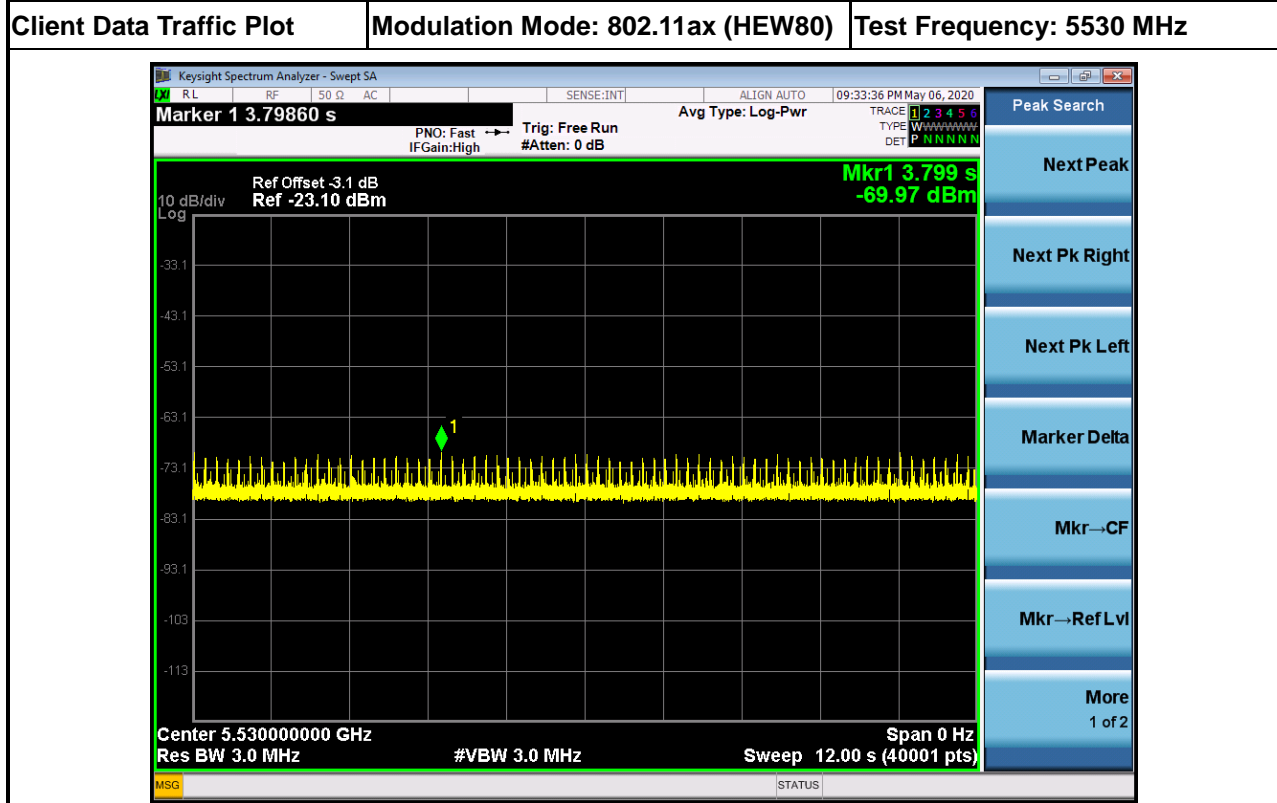 Client Data Traffic Plot Modulation Mode: 802.11ax (HEW80) Test Frequency: 5530 MHz
Keysight Spectrum Analyzer - Swept SA
LXI RL RF 50 Ω AC SENSE:INT ALIGN AUTO 09:33:36 PM May 06, 2020
Marker 1 3.79860 s
PNO: Fast
IFGain:High
Trig: Free Run
#Atten: 0 dB
Avg Type: Log-Pwr
TRACE 1 2 3 4 5 6
TYPE WWWWWW
DET P N N N N N
Peak Search
Next Peak
Next Pk Right
Next Pk Left
Marker Delta
Mkr→CF
Mkr→Ref Lvl
More
1 of 2
Mkr1 3.799 s
-69.97 dBm
Ref Offset -3.1 dB
10 dB/div Ref -23.10 dBm
Log
-33.1
-43.1
-53.1
-63.1
1
-73.1
-83.1
-93.1
-103
-113
Center 5.530000000 GHz Span 0 Hz
Res BW 3.0 MHz #VBW 3.0 MHz Sweep 12.00 s (40001 pts)
MSG STATUS